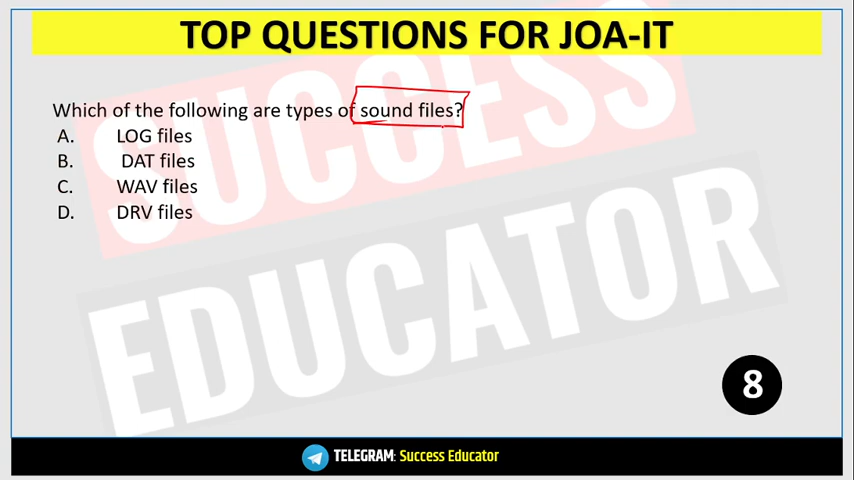 TOP QUESTIONS FOR JOA-IT
Which of the following are types of sound files?
A. LOG files
B. DAT files
C. WAV files
D. DRV files
SUCCESS
EDUCATOR
8
TELEGRAM: Success Educator